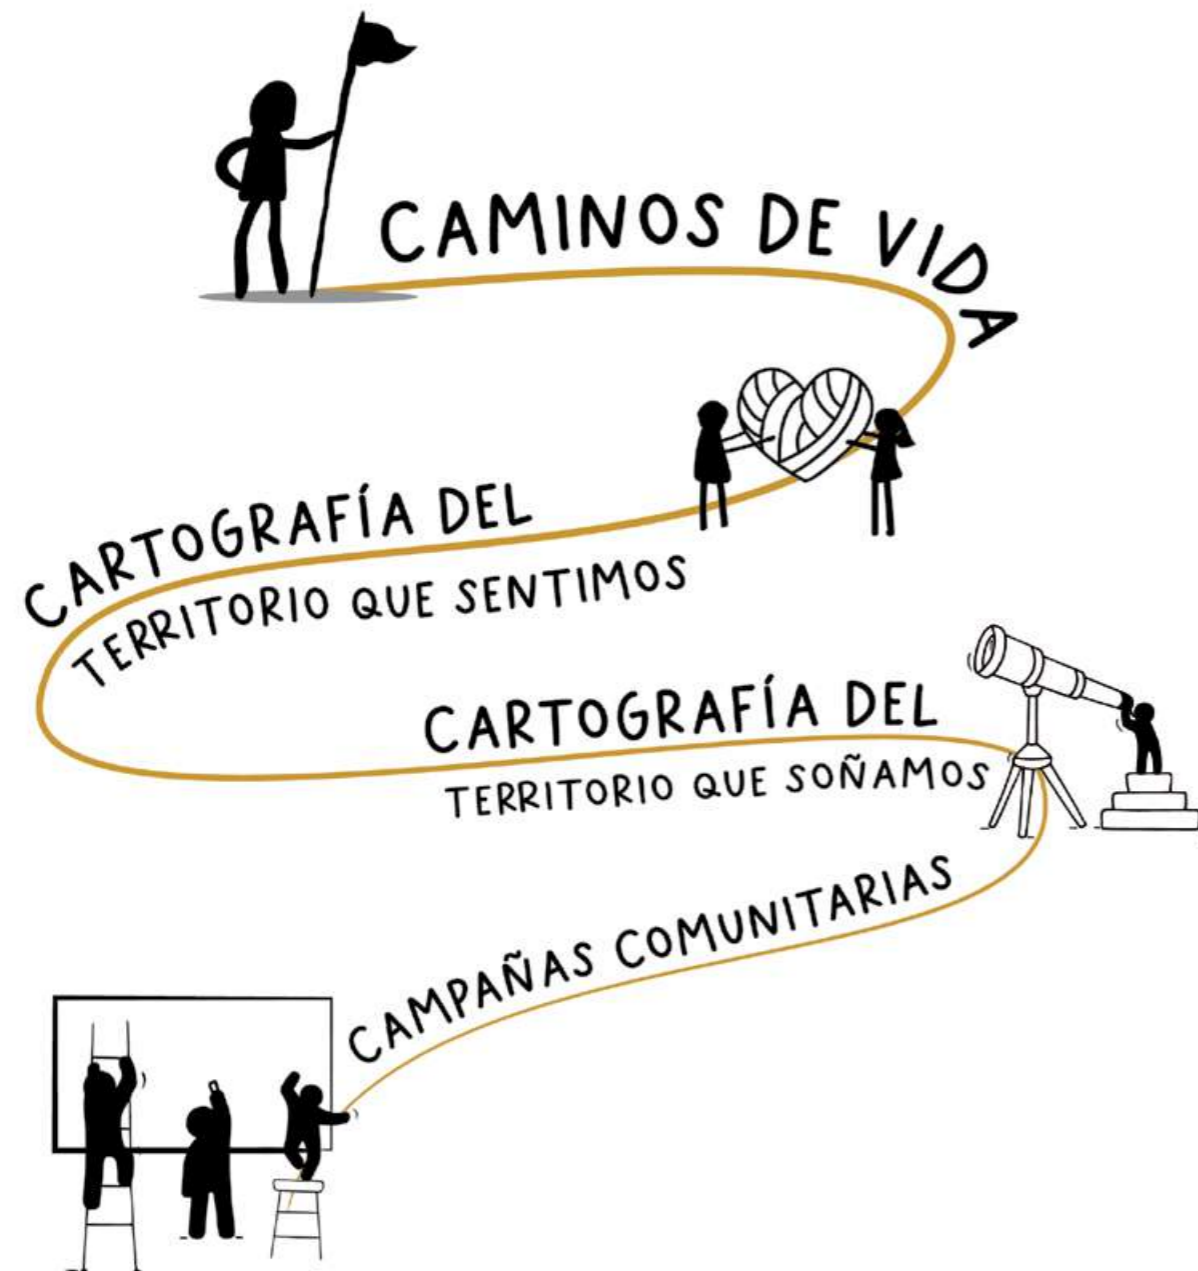 CAMINOS DE VIDA
CARTOGRAFÍA DEL
TERRITORIO QUE SENTIMOS
CARTOGRAFÍA DEL
TERRITORIO QUE SOÑAMOS
CAMPAÑAS COMUNITARIAS